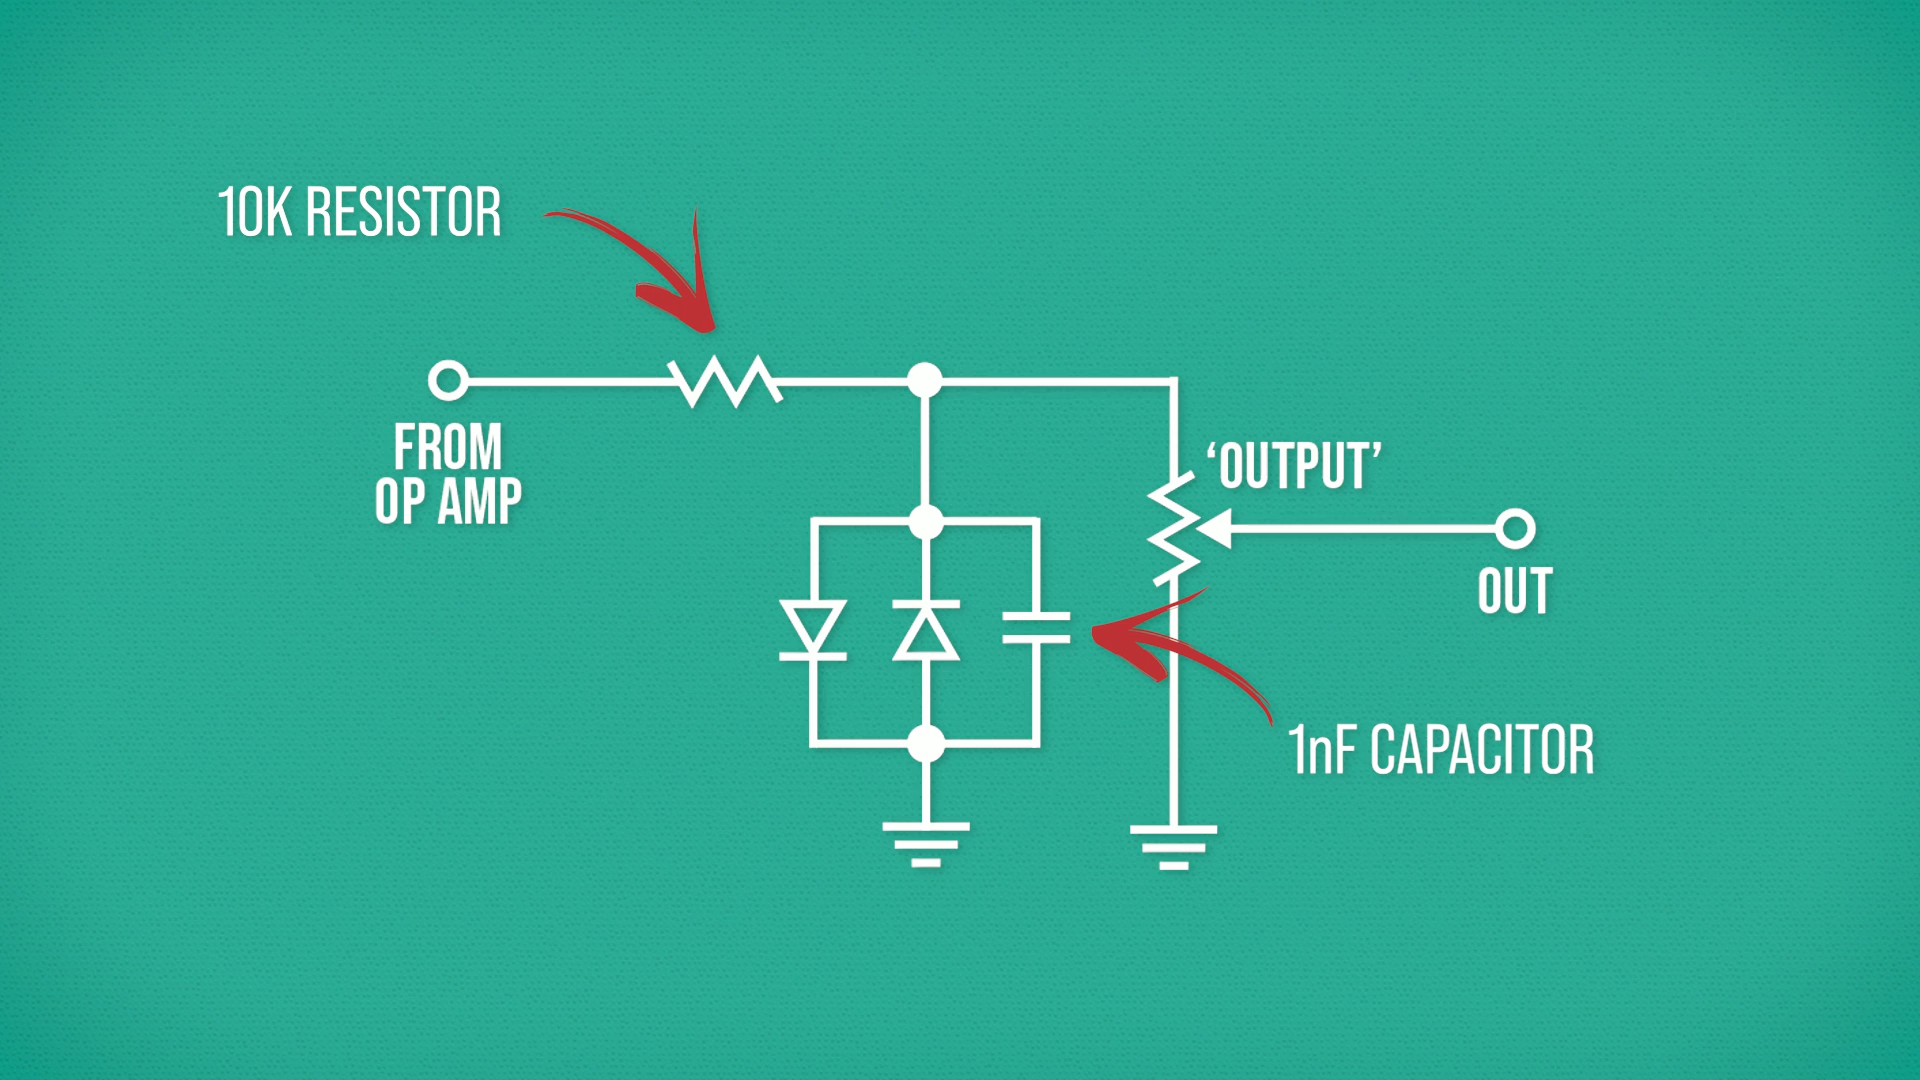 10K RESISTOR
FROM
OP AMP
‘OUTPUT’
OUT
1nF CAPACITOR